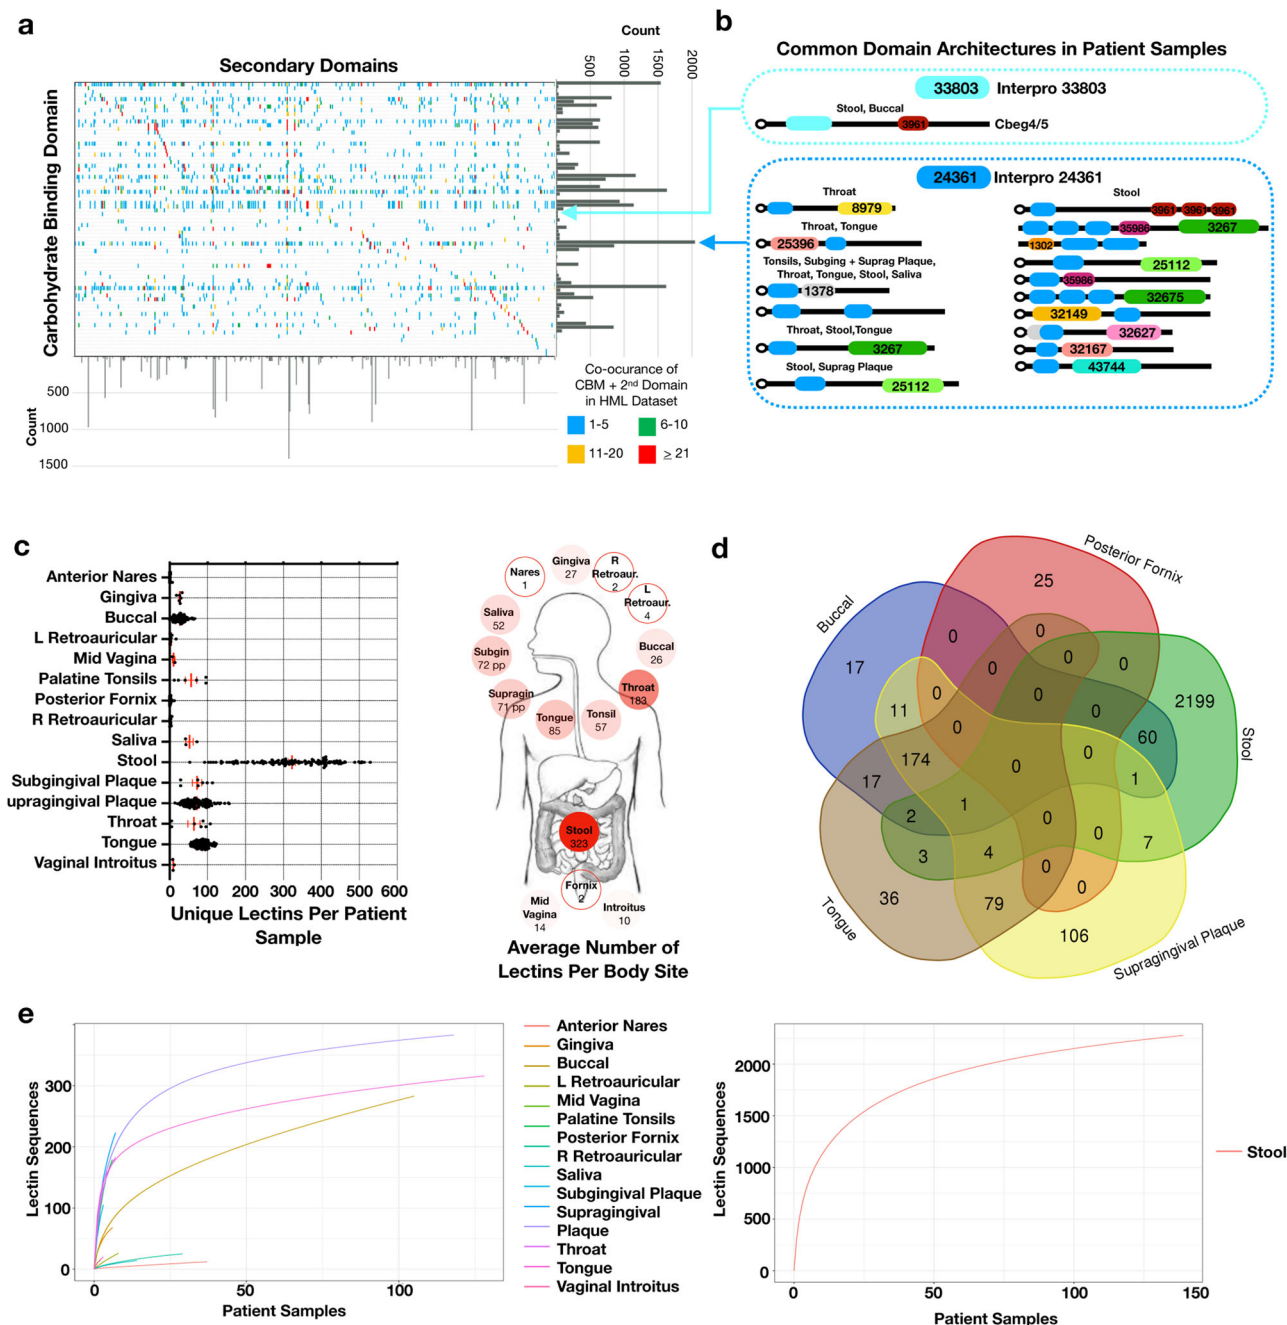 a
Count
500
1000
1500
2000
Secondary Domains
Carbohydrate Binding Domain
500
1000
1500
Count
Co-ocurance of
CBM + 2nd Domain
in HML Dataset
1-5
6-10
11-20
≥ 21
b
Common Domain Architectures in Patient Samples
33803 Interpro 33803
Stool, Buccal
3961
Cbeg4/5
24361 Interpro 24361
Throat
8979
Throat, Tongue
25396
Tonsils, Subging + Suprag Plaque,
Throat, Tongue, Stool, Saliva
1378
Throat, Stool,Tongue
3267
Stool, Suprag Plaque
25112
Stool
3961 3961 3961
35986 3267
1302
25112
35986
32675
32149
32627
32167
43744
c
Anterior Nares
Gingiva
Buccal
L Retroauricular
Mid Vagina
Palatine Tonsils
Posterior Fornix
R Retroauricular
Saliva
Stool
Subgingival Plaque
upragingival Plaque
Throat
Tongue
Vaginal Introitus
0 100 200 300 400 500 600
Unique Lectins Per Patient
Sample
Nares
1
Gingiva
27
R
Retroaur.
2
L
Retroaur.
4
Saliva
52
Buccal
26
Subgin
72 pp
Supragin
71 pp
Throat
183
Tongue
85
Tonsil
57
Stool
323
Fornix
2
Mid
Vagina
14
Introitus
10
Average Number of
Lectins Per Body Site
d
Posterior Fornix
Buccal
Stool
Tongue
Supragingival Plaque
25
0
0
17
0
0
0
2199
11
0
0
0
60
174
0
0
0
1
17
2
1
0
0
7
3
4
0
36
79
0
106
e
Lectin Sequences
300
200
100
0
0 50 100
Patient Samples
Anterior Nares
Gingiva
Buccal
L Retroauricular
Mid Vagina
Palatine Tonsils
Posterior Fornix
R Retroauricular
Saliva
Subgingival Plaque
Supragingival
Plaque
Throat
Tongue
Vaginal Introitus
Lectin Sequences
2000
1500
1000
500
0
0 50 100 150
Patient Samples
Stool